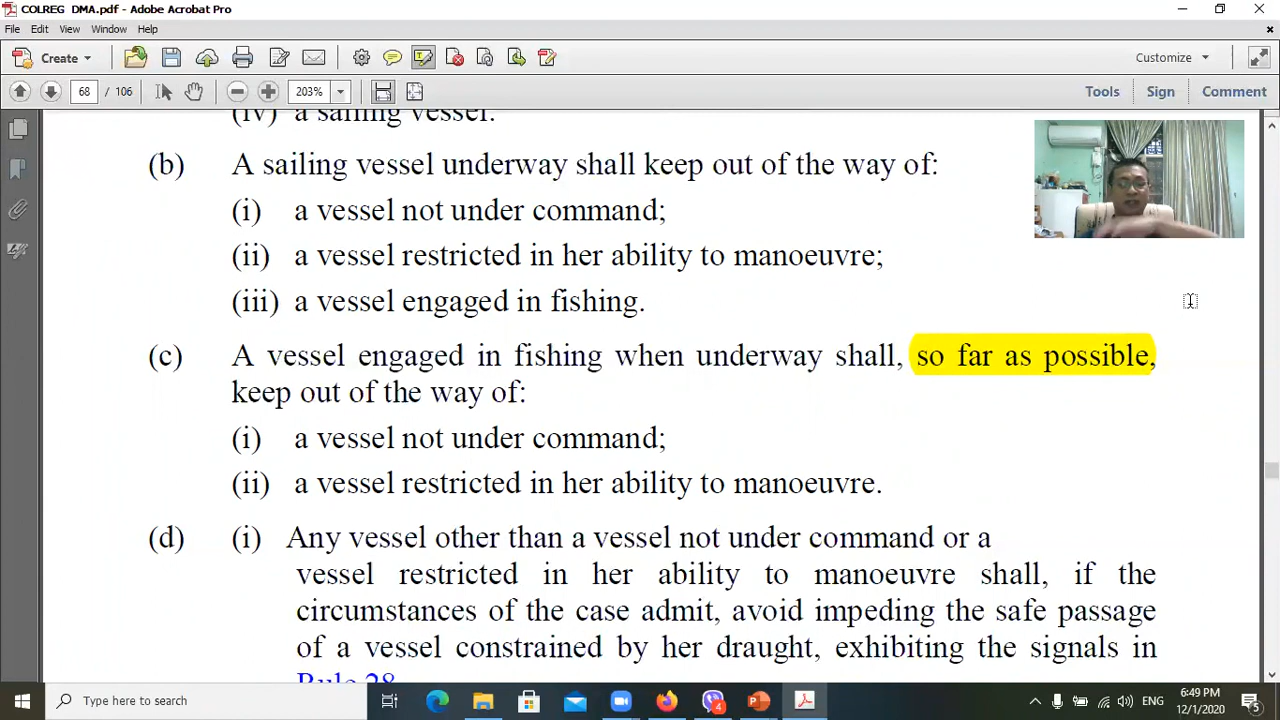 COLREG DMA.pdf - Adobe Acrobat Pro
File Edit View Window Help
Create
Customize
68 / 106
203%
Tools Sign Comment
(iv) a sailing vessel.
(b) A sailing vessel underway shall keep out of the way of:
(i) a vessel not under command;
(ii) a vessel restricted in her ability to manoeuvre;
(iii) a vessel engaged in fishing.
(c) A vessel engaged in fishing when underway shall, so far as possible,
keep out of the way of:
(i) a vessel not under command;
(ii) a vessel restricted in her ability to manoeuvre.
(d) (i) Any vessel other than a vessel not under command or a
vessel restricted in her ability to manoeuvre shall, if the
circumstances of the case admit, avoid impeding the safe passage
of a vessel constrained by her draught, exhibiting the signals in
Rule 28
Type here to search
4
ENG
6:49 PM
12/1/2020
5